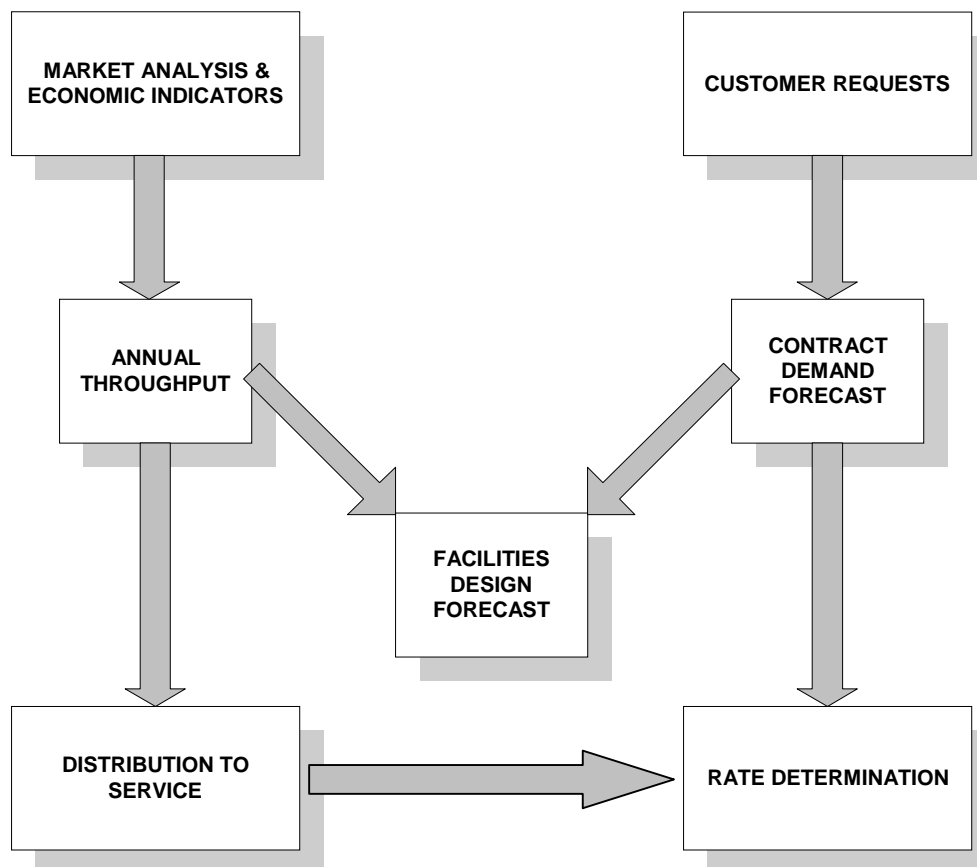 MARKET ANALYSIS &
ECONOMIC INDICATORS
CUSTOMER REQUESTS
ANNUAL
THROUGHPUT
CONTRACT
DEMAND
FORECAST
FACILITIES
DESIGN
FORECAST
DISTRIBUTION TO
SERVICE
RATE DETERMINATION